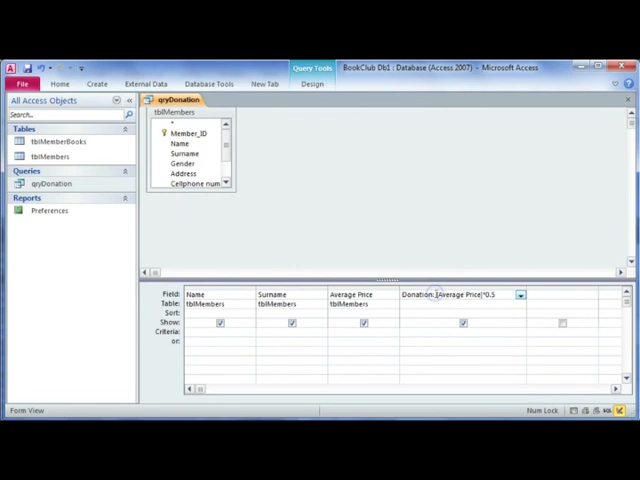 Query Tools
BookClub Db1 : Database (Access 2007) - Microsoft Access
File Home Create External Data Database Tools New Tab Design
All Access Objects
qryDonation
Search...
tblMembers
Tables
*
tblMemberBooks
Member_ID
tblMembers
Name
Surname
Queries
Gender
qryDonation
Address
Reports
Cellphone num
Preferences
Field: Name Surname Average Price Donation: [Average Price]*0.5
Table: tblMembers tblMembers tblMembers
Sort:
Show:
Criteria:
or:
Form View Num Lock SQL